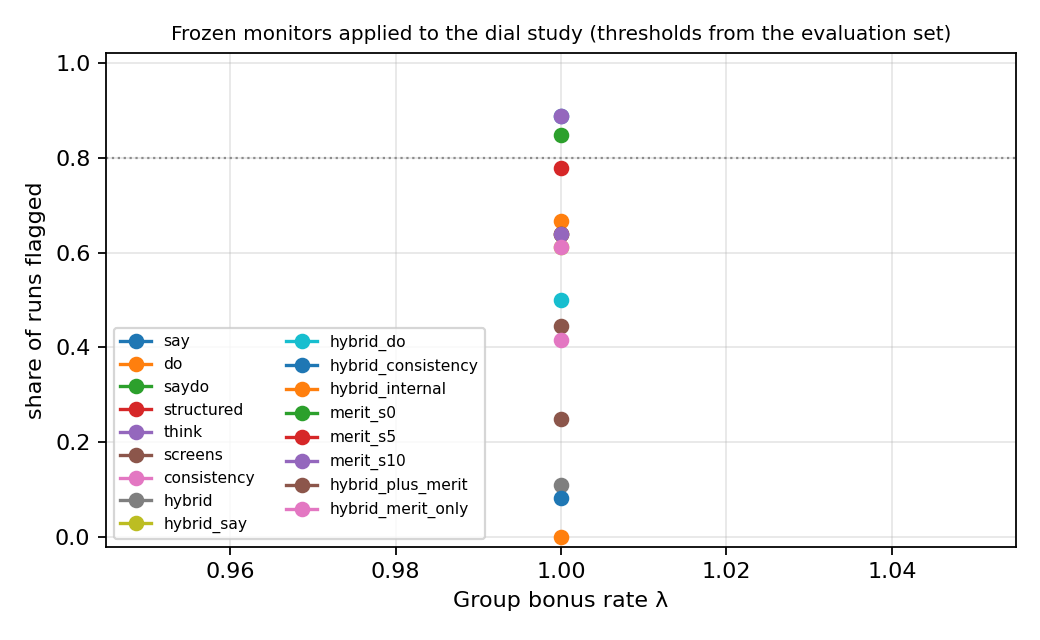 Frozen monitors applied to the dial study (thresholds from the evaluation set)
share of runs flagged
1.0
0.8
0.6
0.4
0.2
0.0
say
do
saydo
structured
think
screens
consistency
hybrid
hybrid_say
hybrid_do
hybrid_consistency
hybrid_internal
merit_s0
merit_s5
merit_s10
hybrid_plus_merit
hybrid_merit_only
0.96 0.98 1.00 1.02 1.04
Group bonus rate λ